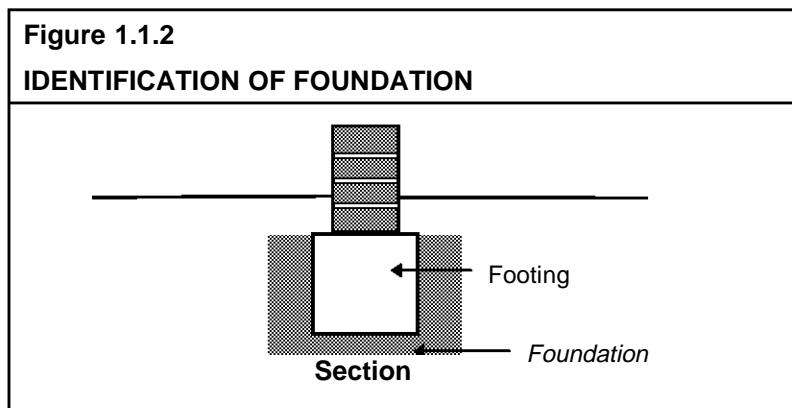 Figure 1.1.2
IDENTIFICATION OF FOUNDATION
Footing
Foundation
Section